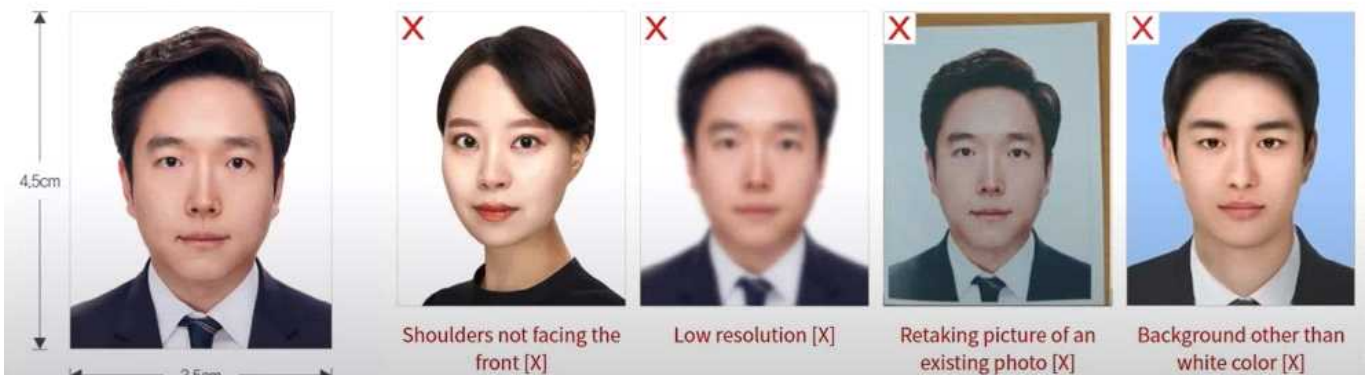 X
X
X
X
4,5cm
Shoulders not facing the
front [X]
Low resolution [X]
Retaking picture of an
existing photo [X]
Background other than
white color [X]